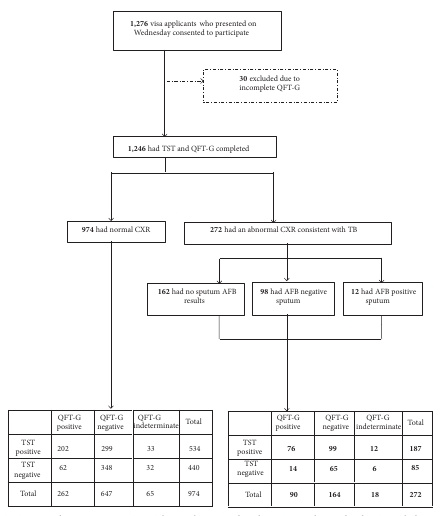 1,276 visa applicants who presented on
Wednesday consented to participate
30 excluded due to
incomplete QFT-G
1,246 had TST and QFT-G completed
974 had normal CXR
272 had an abnormal CXR consistent with TB
162 had no sputum AFB
results
98 had AFB negative
sputum
12 had AFB positive
sputum
QFT-G
positive
QFT-G
negative
QFT-G
indeterminate
Total
TST
positive
202
299
33
534
TST
negative
62
348
32
440
Total
262
647
65
974
QFT-G
positive
QFT-G
negative
QFT-G
indeterminate
Total
TST
positive
76
99
12
187
TST
negative
14
65
6
85
Total
90
164
18
272